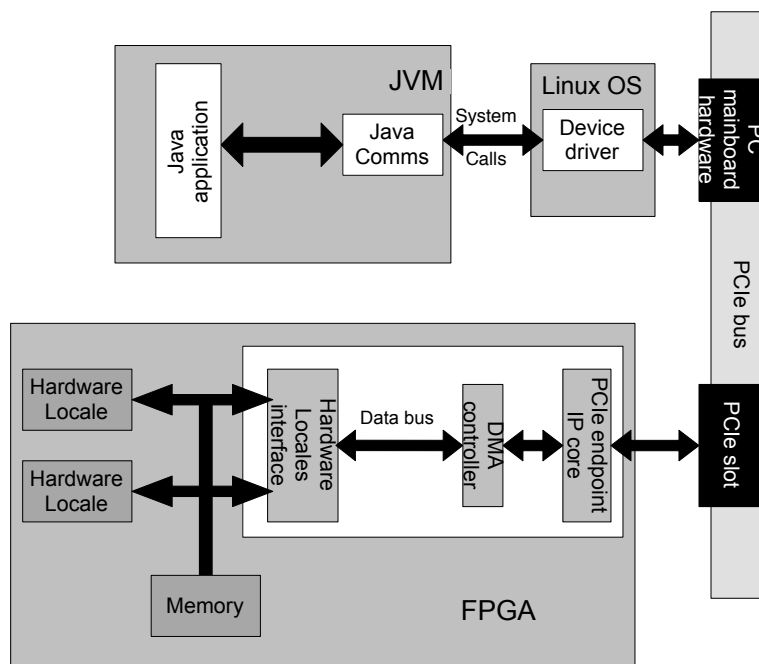 JVM
Java
application
Java
Comms
System
Calls
Linux OS
Device
driver
PC
mainboard
hardware
PCIe bus
PCIe slot
Hardware
Locale
Hardware
Locale
Memory
Hardware
Locales
interface
Data bus
DMA
controller
PCIe endpoint
IP core
FPGA